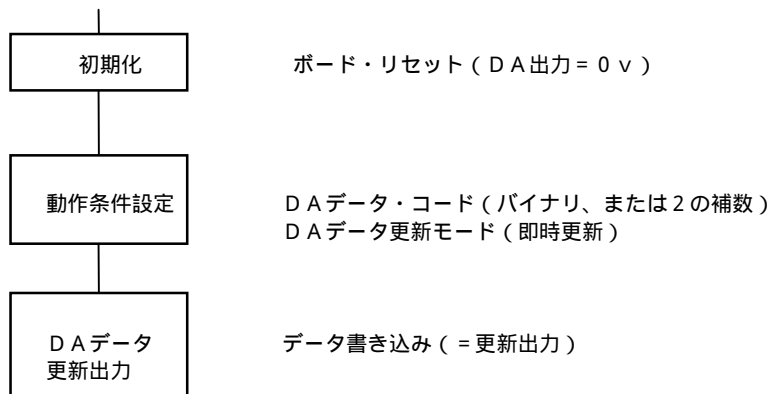 初期化
ボード・リセット（ＤＡ出力＝０ｖ）
動作条件設定
ＤＡデータ・コード（バイナリ、または２の補数）
ＤＡデータ更新モード（即時更新）
ＤＡデータ
更新出力
データ書き込み（＝更新出力）